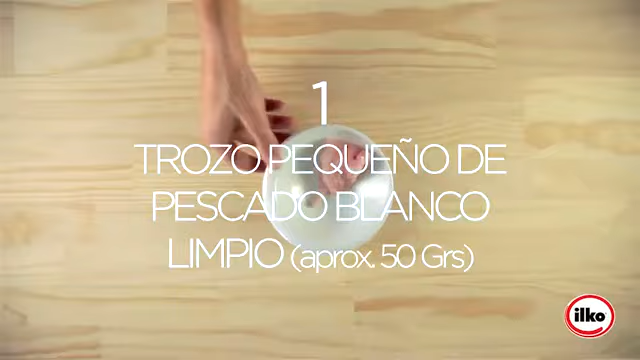 1
TROZO PEQUEÑO DE
PESCADO BLANCO
LIMPIO (aprox. 50 Grs)
ilko